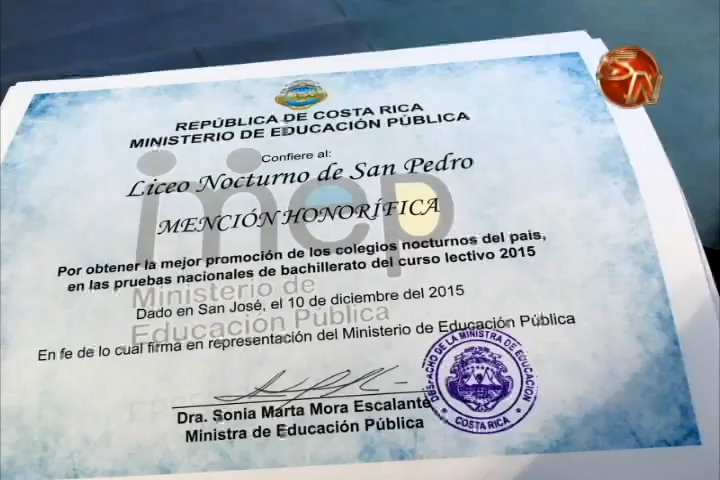 SN
REPÚBLICA DE COSTA RICA
MINISTERIO DE EDUCACIÓN PÚBLICA
Confiere al:
Liceo Nocturno de San Pedro
MENCIÓN HONORÍFICA
mep
Por obtener la mejor promoción de los colegios nocturnos del pais,
en las pruebas nacionales de bachillerato del curso lectivo 2015
Ministerio de
Dado en San José, el 10 de diciembre del 2015
Educación Pública
En fe de lo cual firma en representación del Ministerio de Educación Pública
DESPACHO DE LA MINISTRA DE EDUCACION
COSTA RICA
Dra. Sonia Marta Mora Escalante
Ministra de Educación Pública